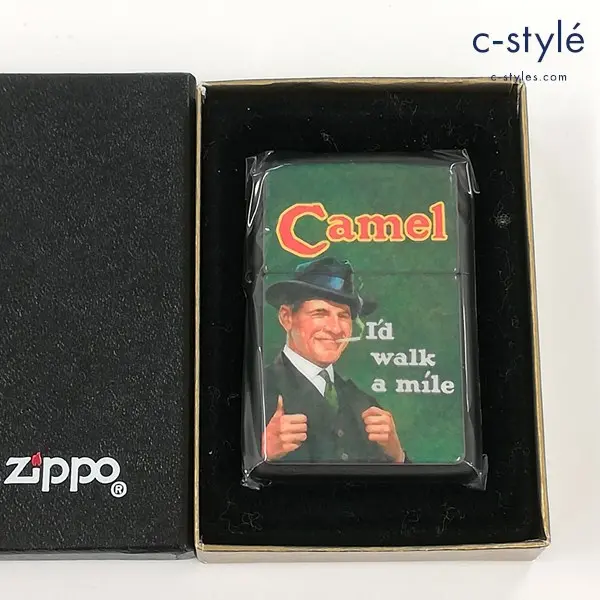 c-stylé
c-styles.com
Camel
I'd
walk
a mile
zippo®